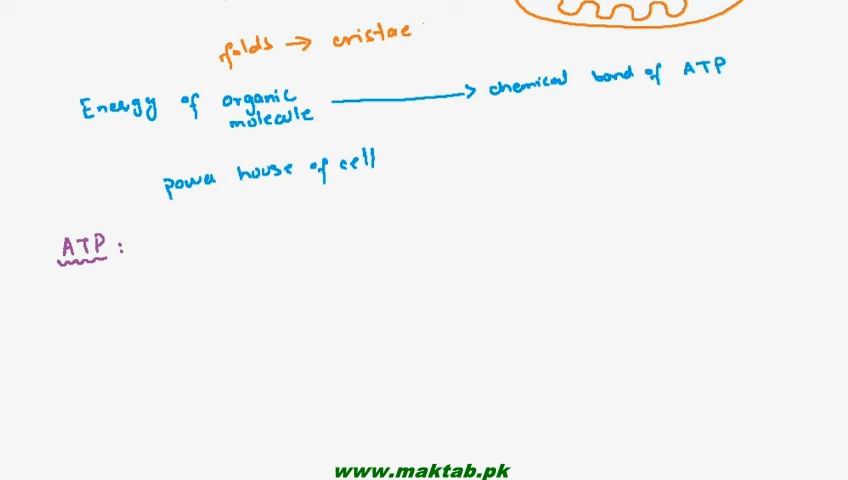 folds → cristae
Energy of organic molecule → chemical bond of ATP
power house of cell
ATP :
www.maktab.pk